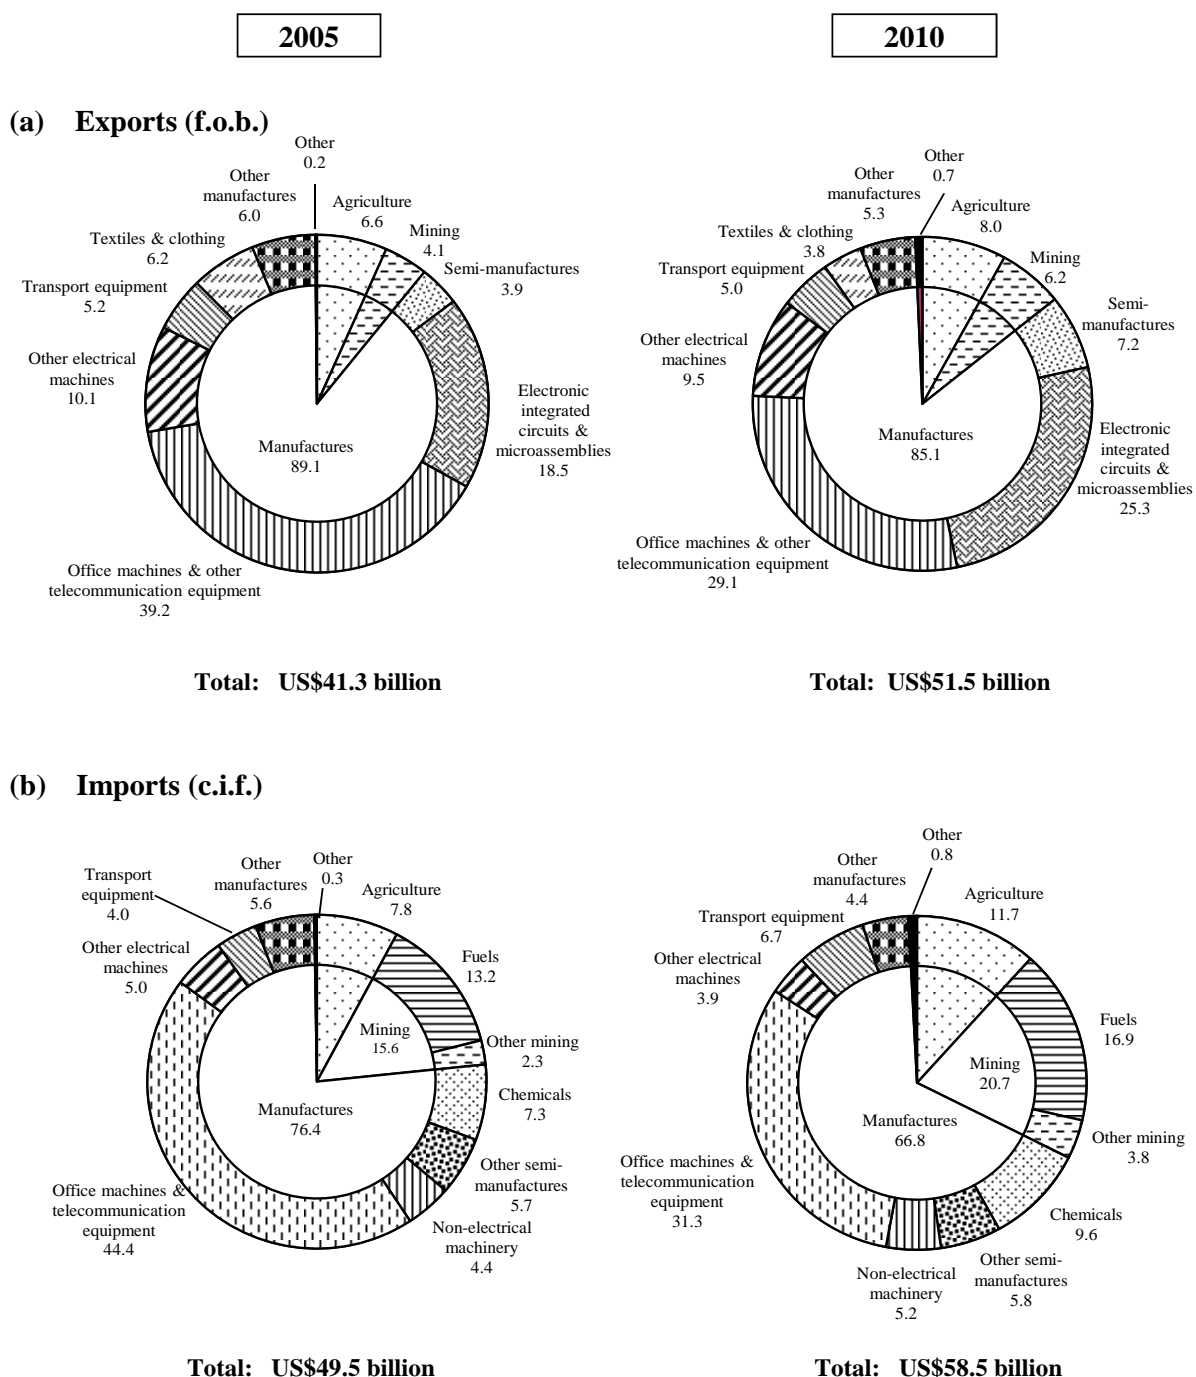 2005
2010
(a) Exports (f.o.b.)
Other
0.2
Other
manufactures
6.0
Agriculture
6.6
Mining
4.1
Semi-manufactures
3.9
Textiles & clothing
6.2
Transport equipment
5.2
Other electrical
machines
10.1
Electronic
integrated
circuits &
microassemblies
18.5
Manufactures
89.1
Office machines & other
telecommunication equipment
39.2
Total: US$41.3 billion
Other
0.7
Other
manufactures
5.3
Agriculture
8.0
Mining
6.2
Textiles & clothing
3.8
Transport equipment
5.0
Semi-
manufactures
7.2
Other electrical
machines
9.5
Manufactures
85.1
Electronic
integrated
circuits &
microassemblies
25.3
Office machines & other
telecommunication equipment
29.1
Total: US$51.5 billion
(b) Imports (c.i.f.)
Other
0.3
Other
manufactures
5.6
Transport
equipment
4.0
Agriculture
7.8
Other electrical
machines
5.0
Fuels
13.2
Mining
15.6
Other mining
2.3
Chemicals
7.3
Manufactures
76.4
Other semi-
manufactures
5.7
Office machines &
telecommunication
equipment
44.4
Non-electrical
machinery
4.4
Total: US$49.5 billion
Other
0.8
Other
manufactures
4.4
Agriculture
11.7
Transport equipment
6.7
Other electrical
machines
3.9
Fuels
16.9
Mining
20.7
Manufactures
66.8
Other mining
3.8
Office machines &
telecommunication
equipment
31.3
Chemicals
9.6
Other semi-
manufactures
5.8
Non-electrical
machinery
5.2
Total: US$58.5 billion